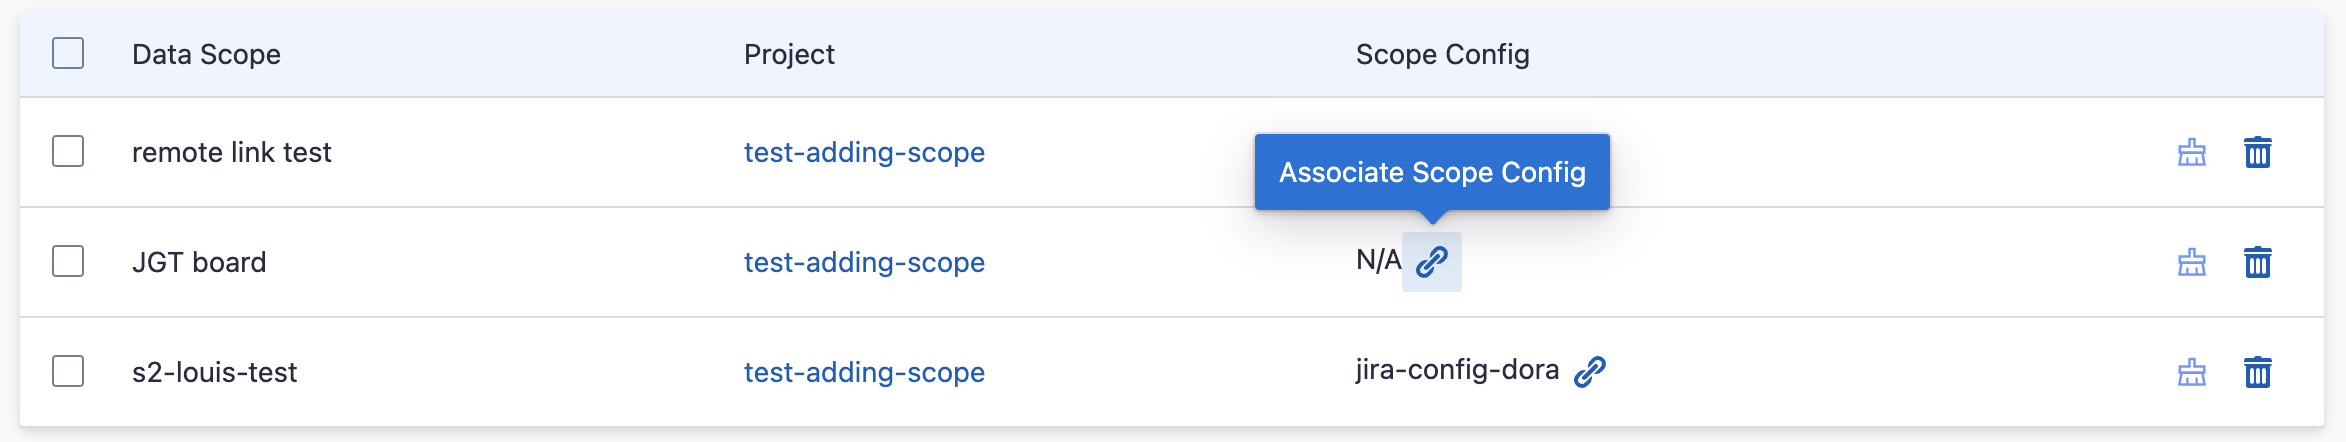 Data Scope Project Scope Config
remote link test test-adding-scope
Associate Scope Config
JGT board test-adding-scope N/A
s2-louis-test test-adding-scope jira-config-dora